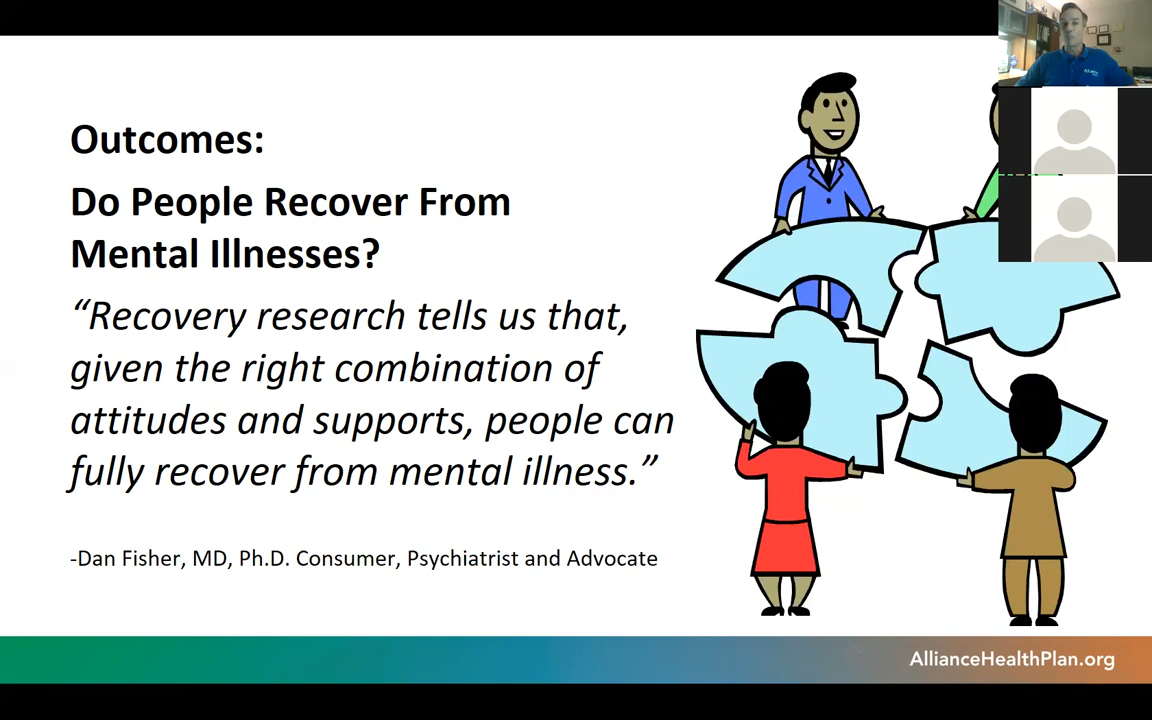 Outcomes:
Do People Recover From
Mental Illnesses?
“Recovery research tells us that,
given the right combination of
attitudes and supports, people can
fully recover from mental illness.”
-Dan Fisher, MD, Ph.D. Consumer, Psychiatrist and Advocate
AllianceHealthPlan.org